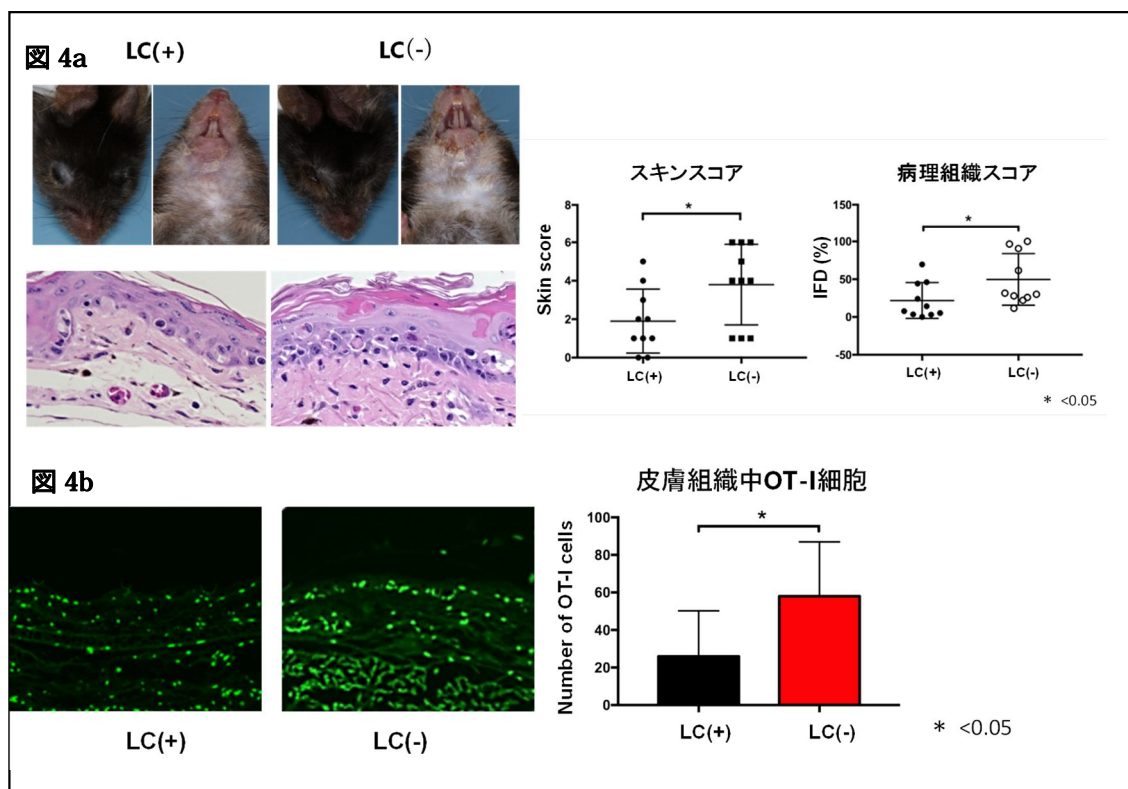 図 4a
LC(+)
LC(-)
スキンスコア
Skin score
8
6
4
2
0
*
LC(+)
LC(-)
病理組織スコア
IFD (%)
150
100
50
0
-50
*
LC(+)
LC(-)
* <0.05
図 4b
LC(+)
LC(-)
皮膚組織中OT-I細胞
Number of OT-I cells
100
80
60
40
20
0
*
LC(+)
LC(-)
* <0.05